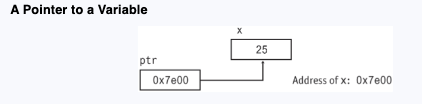 A Pointer to a Variable
x
25
ptr
0x7e00
Address of x: 0x7e00